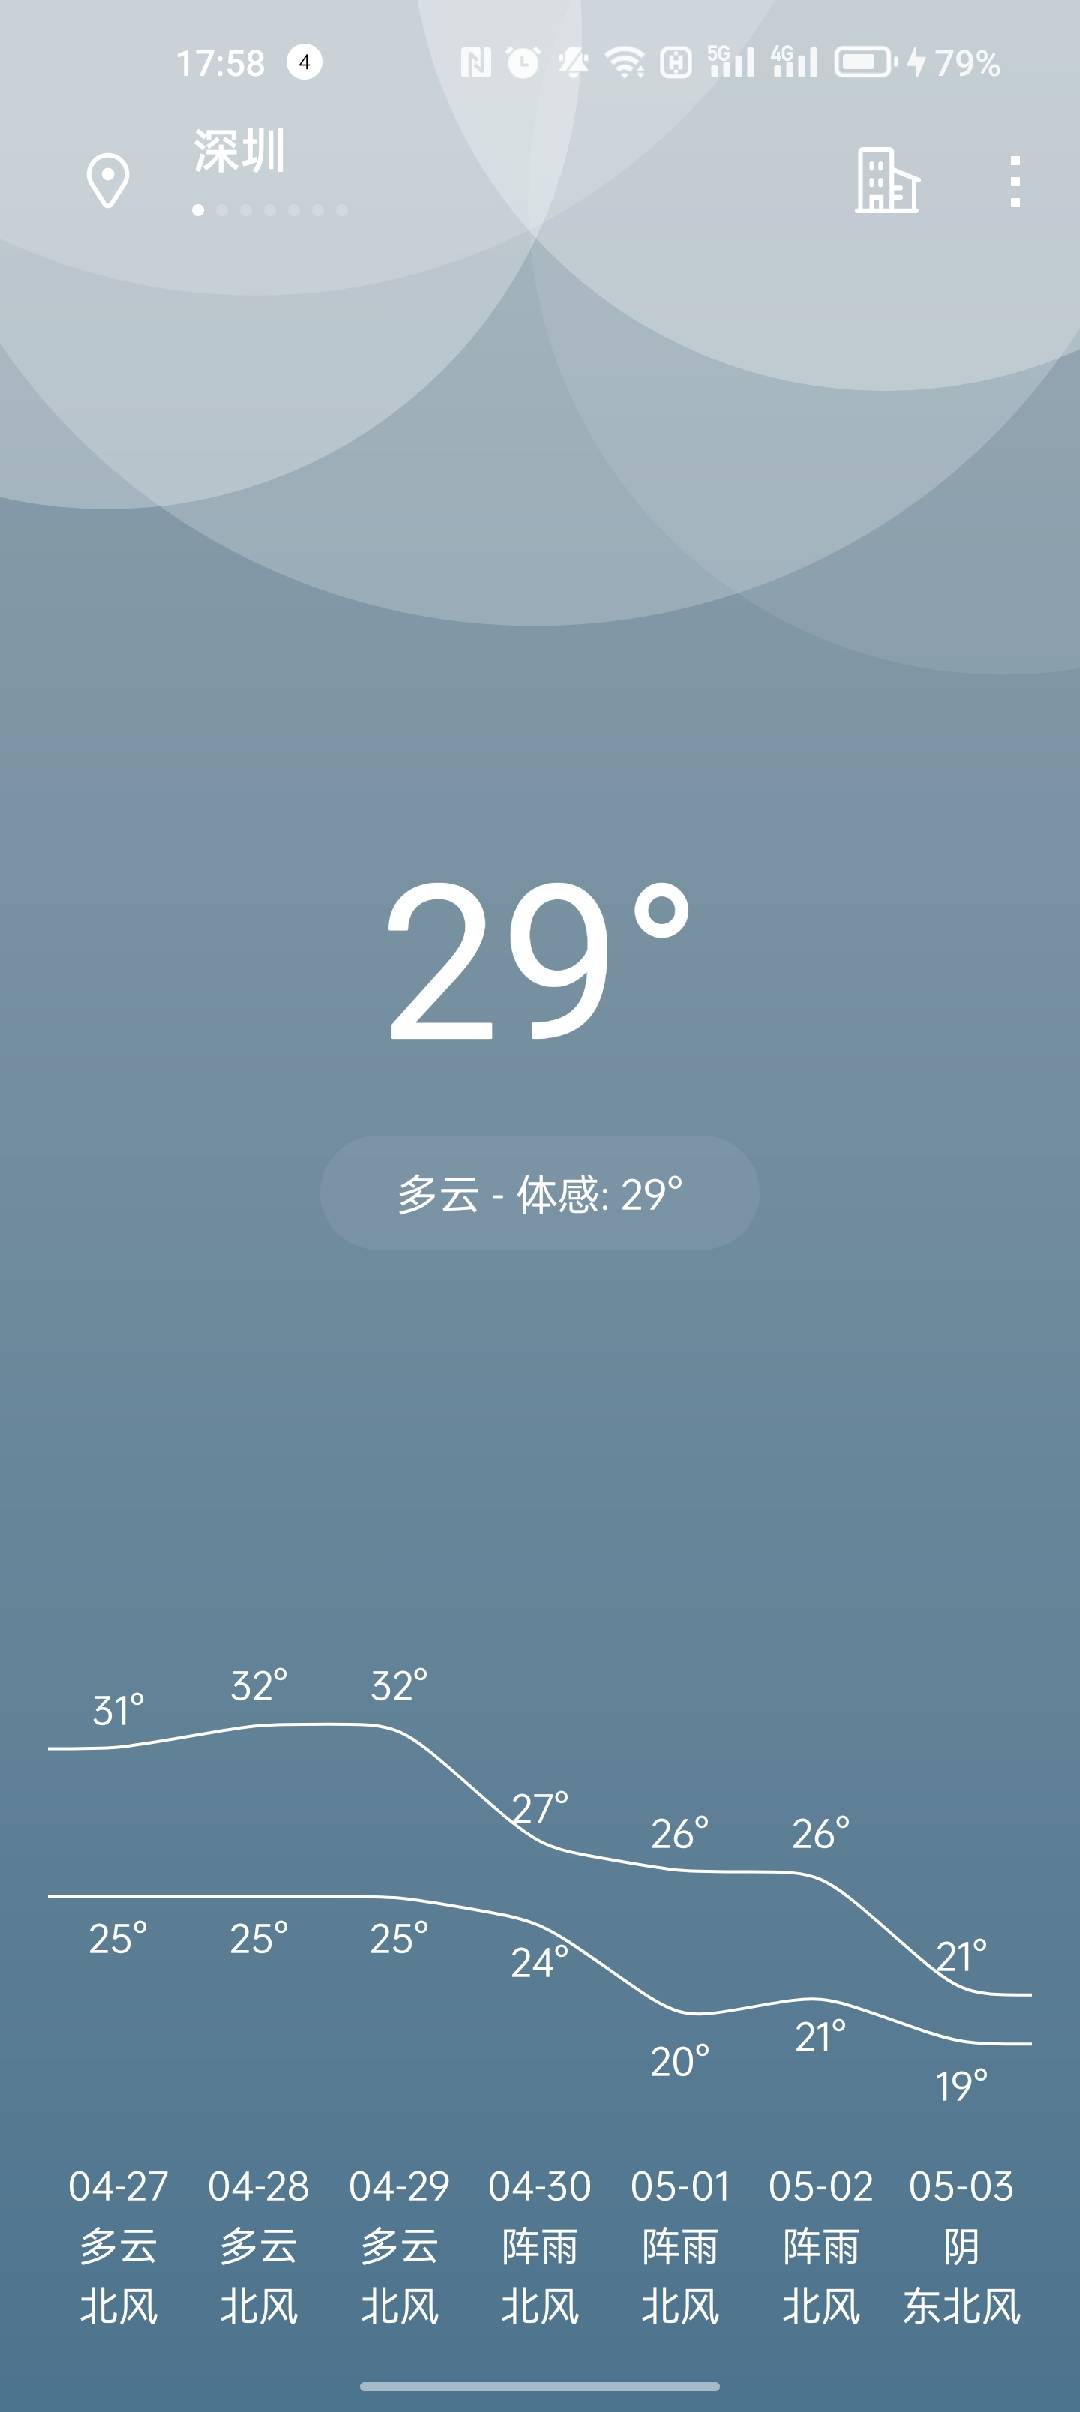 17:58 4 5G 4G 79%
深圳
29°
多云 - 体感: 29°
31° 32° 32° 27° 26° 26° 21°
25° 25° 25° 24° 20° 21° 19°
04-27 04-28 04-29 04-30 05-01 05-02 05-03
多云 多云 多云 阵雨 阵雨 阵雨 阴
北风 北风 北风 北风 北风 北风 东北风